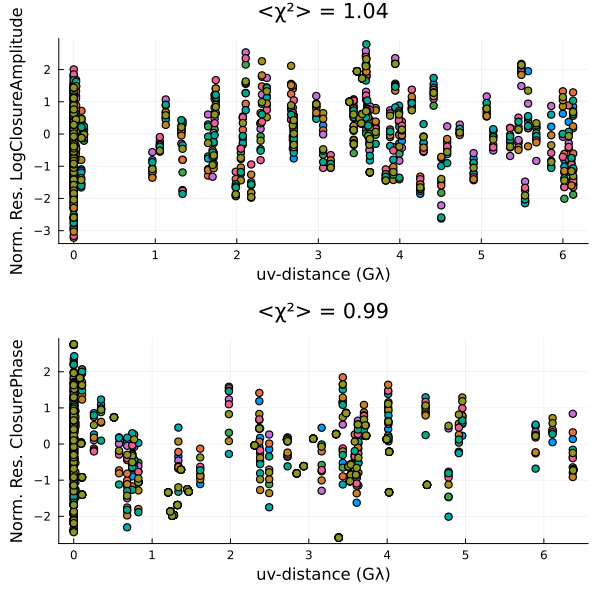 <χ²> = 1.04
Norm. Res. LogClosureAmplitude
2
1
0
−1
−2
−3
0 1 2 3 4 5 6
uv-distance (Gλ)
<χ²> = 0.99
Norm. Res. ClosurePhase
2
1
0
−1
−2
0 1 2 3 4 5 6
uv-distance (Gλ)